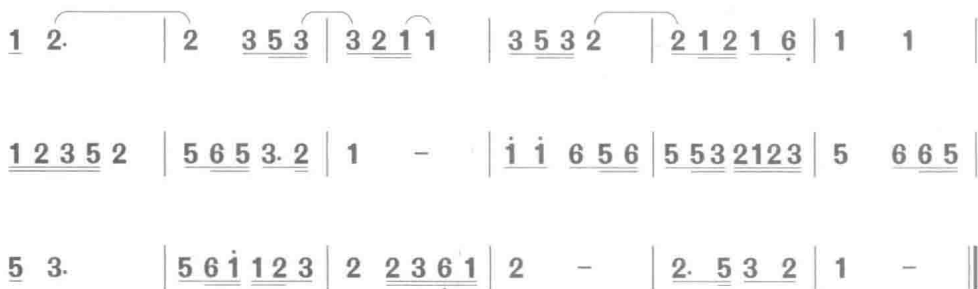 1 2. | 2 3 5 3 | 3 2 1 1 | 3 5 3 2 | 2 1 2 1 6̣ | 1 1 |
1 2 3 5 2 | 5 6 5 3. 2 | 1 – | i̇ i̇ 6 5 6 | 5 5 3 2 1 2 3 | 5 6 6 5 |
5 3. | 5 6 i̇ 1 2 3 | 2 2 3 6̣ 1 | 2 – | 2. 5 3 2 | 1 – ‖